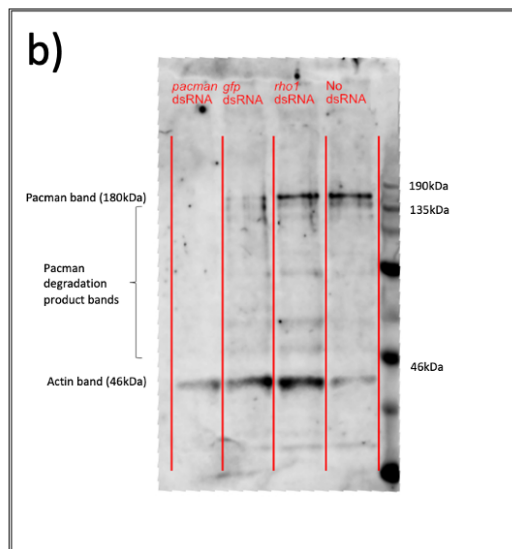 b)
pacman gfp rho1 No
dsRNA dsRNA dsRNA dsRNA
190kDa
Pacman band (180kDa)
135kDa
Pacman
degradation
product bands
46kDa
Actin band (46kDa)